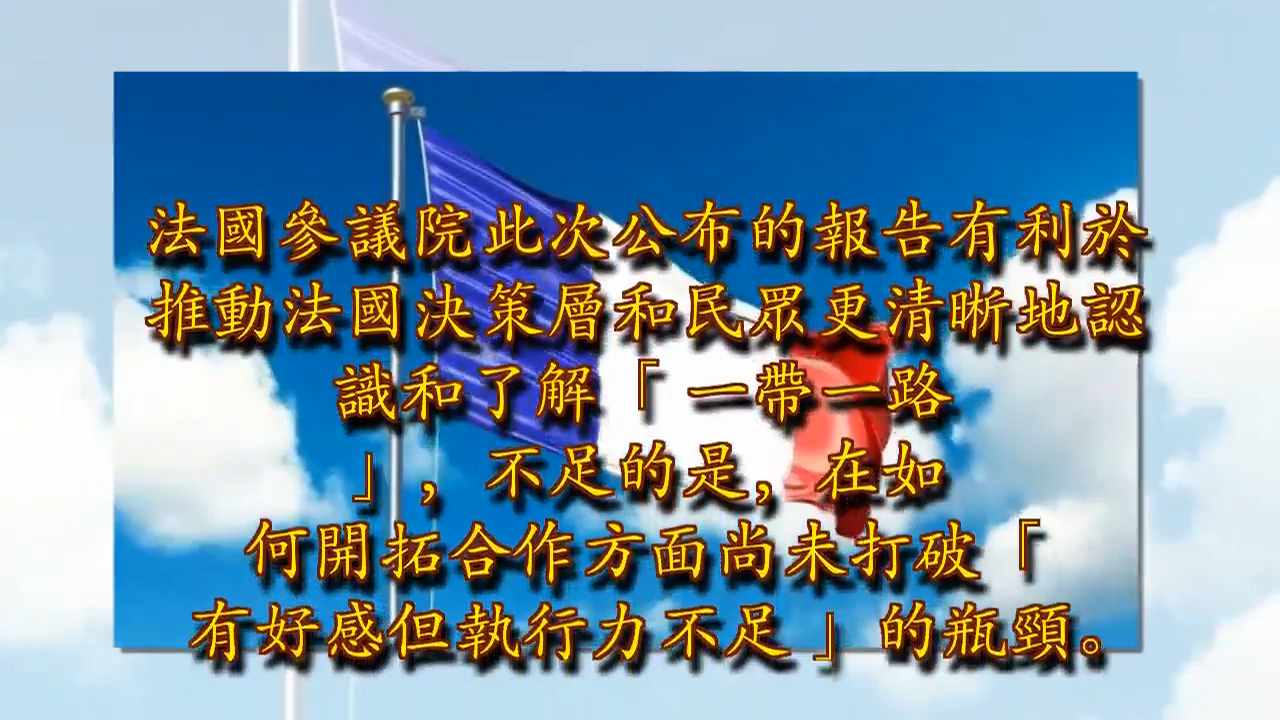 法國參議院此次公布的報告有利於
推動法國決策層和民眾更清晰地認
識和了解「一帶一路
」，不足的是，在如
何開拓合作方面尚未打破「
有好感但執行力不足」的瓶頸。